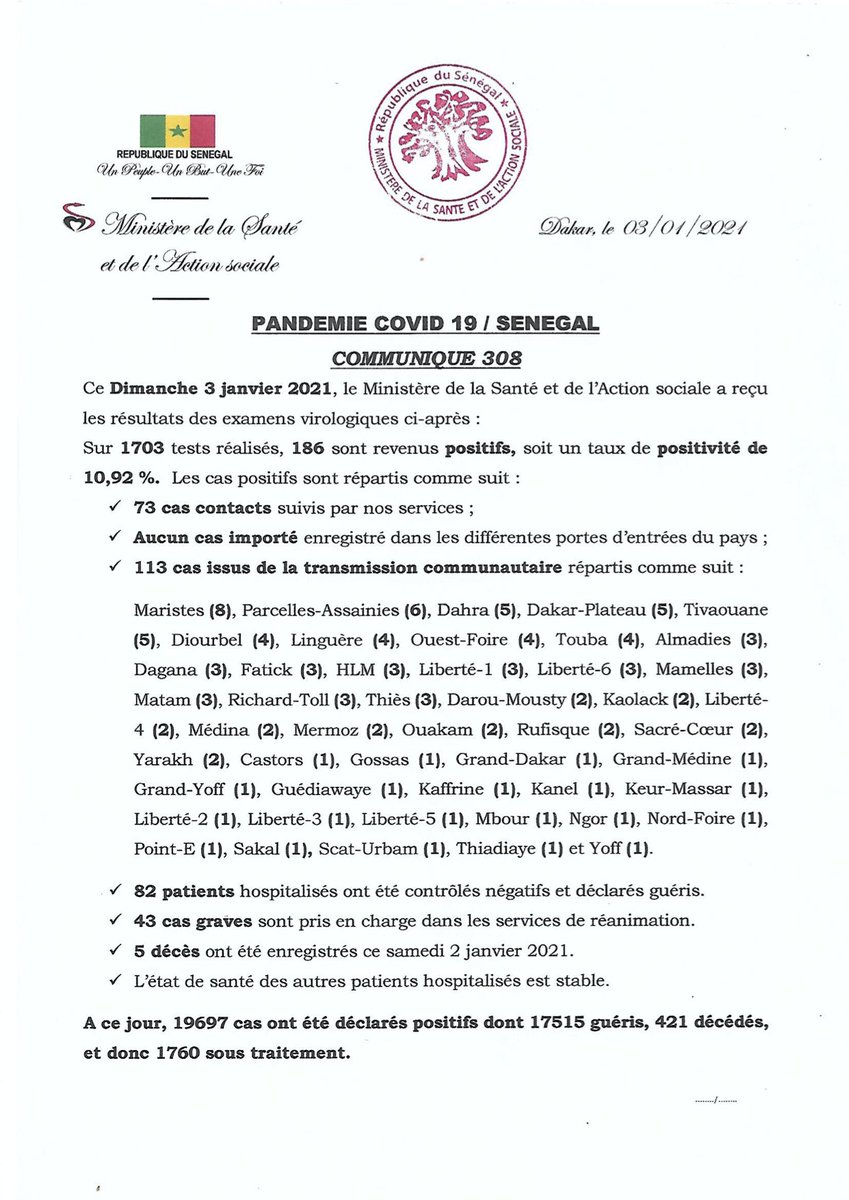 République du Sénégal
MINISTERE DE LA SANTE ET DE L'ACTION SOCIALE
REPUBLIQUE DU SENEGAL
Un Peuple-Un But-Une Foi
Ministère de la Santé
et de l'Action sociale
Dakar, le 03/01/2021
PANDEMIE COVID 19 / SENEGAL
COMMUNIQUE 308
Ce Dimanche 3 janvier 2021, le Ministère de la Santé et de l'Action sociale a reçu
les résultats des examens virologiques ci-après :
Sur 1703 tests réalisés, 186 sont revenus positifs, soit un taux de positivité de
10,92 %. Les cas positifs sont répartis comme suit :
✓ 73 cas contacts suivis par nos services ;
✓ Aucun cas importé enregistré dans les différentes portes d'entrées du pays ;
✓ 113 cas issus de la transmission communautaire répartis comme suit :
Maristes (8), Parcelles-Assainies (6), Dahra (5), Dakar-Plateau (5), Tivaouane
(5), Diourbel (4), Linguère (4), Ouest-Foire (4), Touba (4), Almadies (3),
Dagana (3), Fatick (3), HLM (3), Liberté-1 (3), Liberté-6 (3), Mamelles (3),
Matam (3), Richard-Toll (3), Thiès (3), Darou-Mousty (2), Kaolack (2), Liberté-
4 (2), Médina (2), Mermoz (2), Ouakam (2), Rufisque (2), Sacré-Cœur (2),
Yarakh (2), Castors (1), Gossas (1), Grand-Dakar (1), Grand-Médine (1),
Grand-Yoff (1), Guédiawaye (1), Kaffrine (1), Kanel (1), Keur-Massar (1),
Liberté-2 (1), Liberté-3 (1), Liberté-5 (1), Mbour (1), Ngor (1), Nord-Foire (1),
Point-E (1), Sakal (1), Scat-Urbam (1), Thiadiaye (1) et Yoff (1).
✓ 82 patients hospitalisés ont été contrôlés négatifs et déclarés guéris.
✓ 43 cas graves sont pris en charge dans les services de réanimation.
✓ 5 décès ont été enregistrés ce samedi 2 janvier 2021.
✓ L'état de santé des autres patients hospitalisés est stable.
A ce jour, 19697 cas ont été déclarés positifs dont 17515 guéris, 421 décédés,
et donc 1760 sous traitement.
......../........